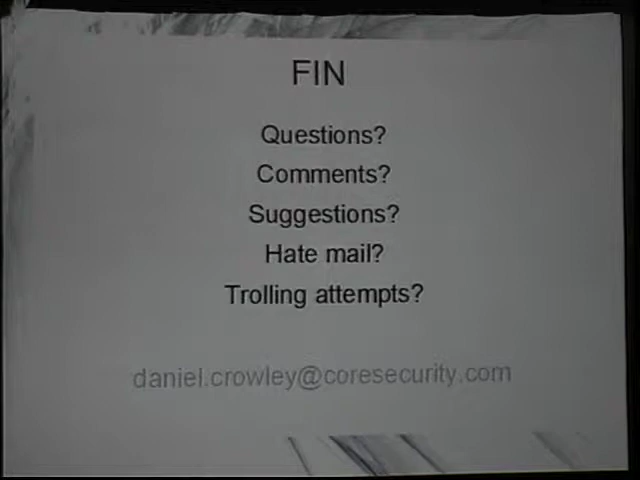 FIN
Questions?
Comments?
Suggestions?
Hate mail?
Trolling attempts?
daniel.crowley@coresecurity.com